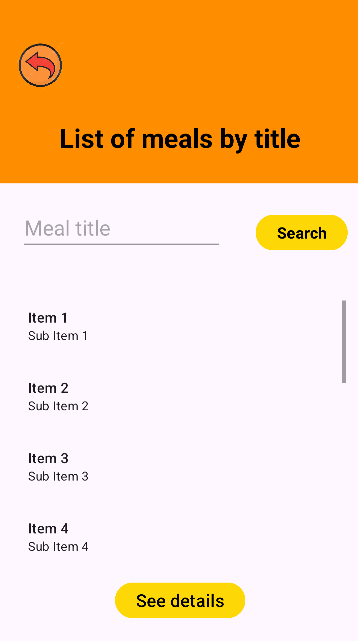 List of meals by title
Meal title
Search
Item 1
Sub Item 1
Item 2
Sub Item 2
Item 3
Sub Item 3
Item 4
Sub Item 4
See details